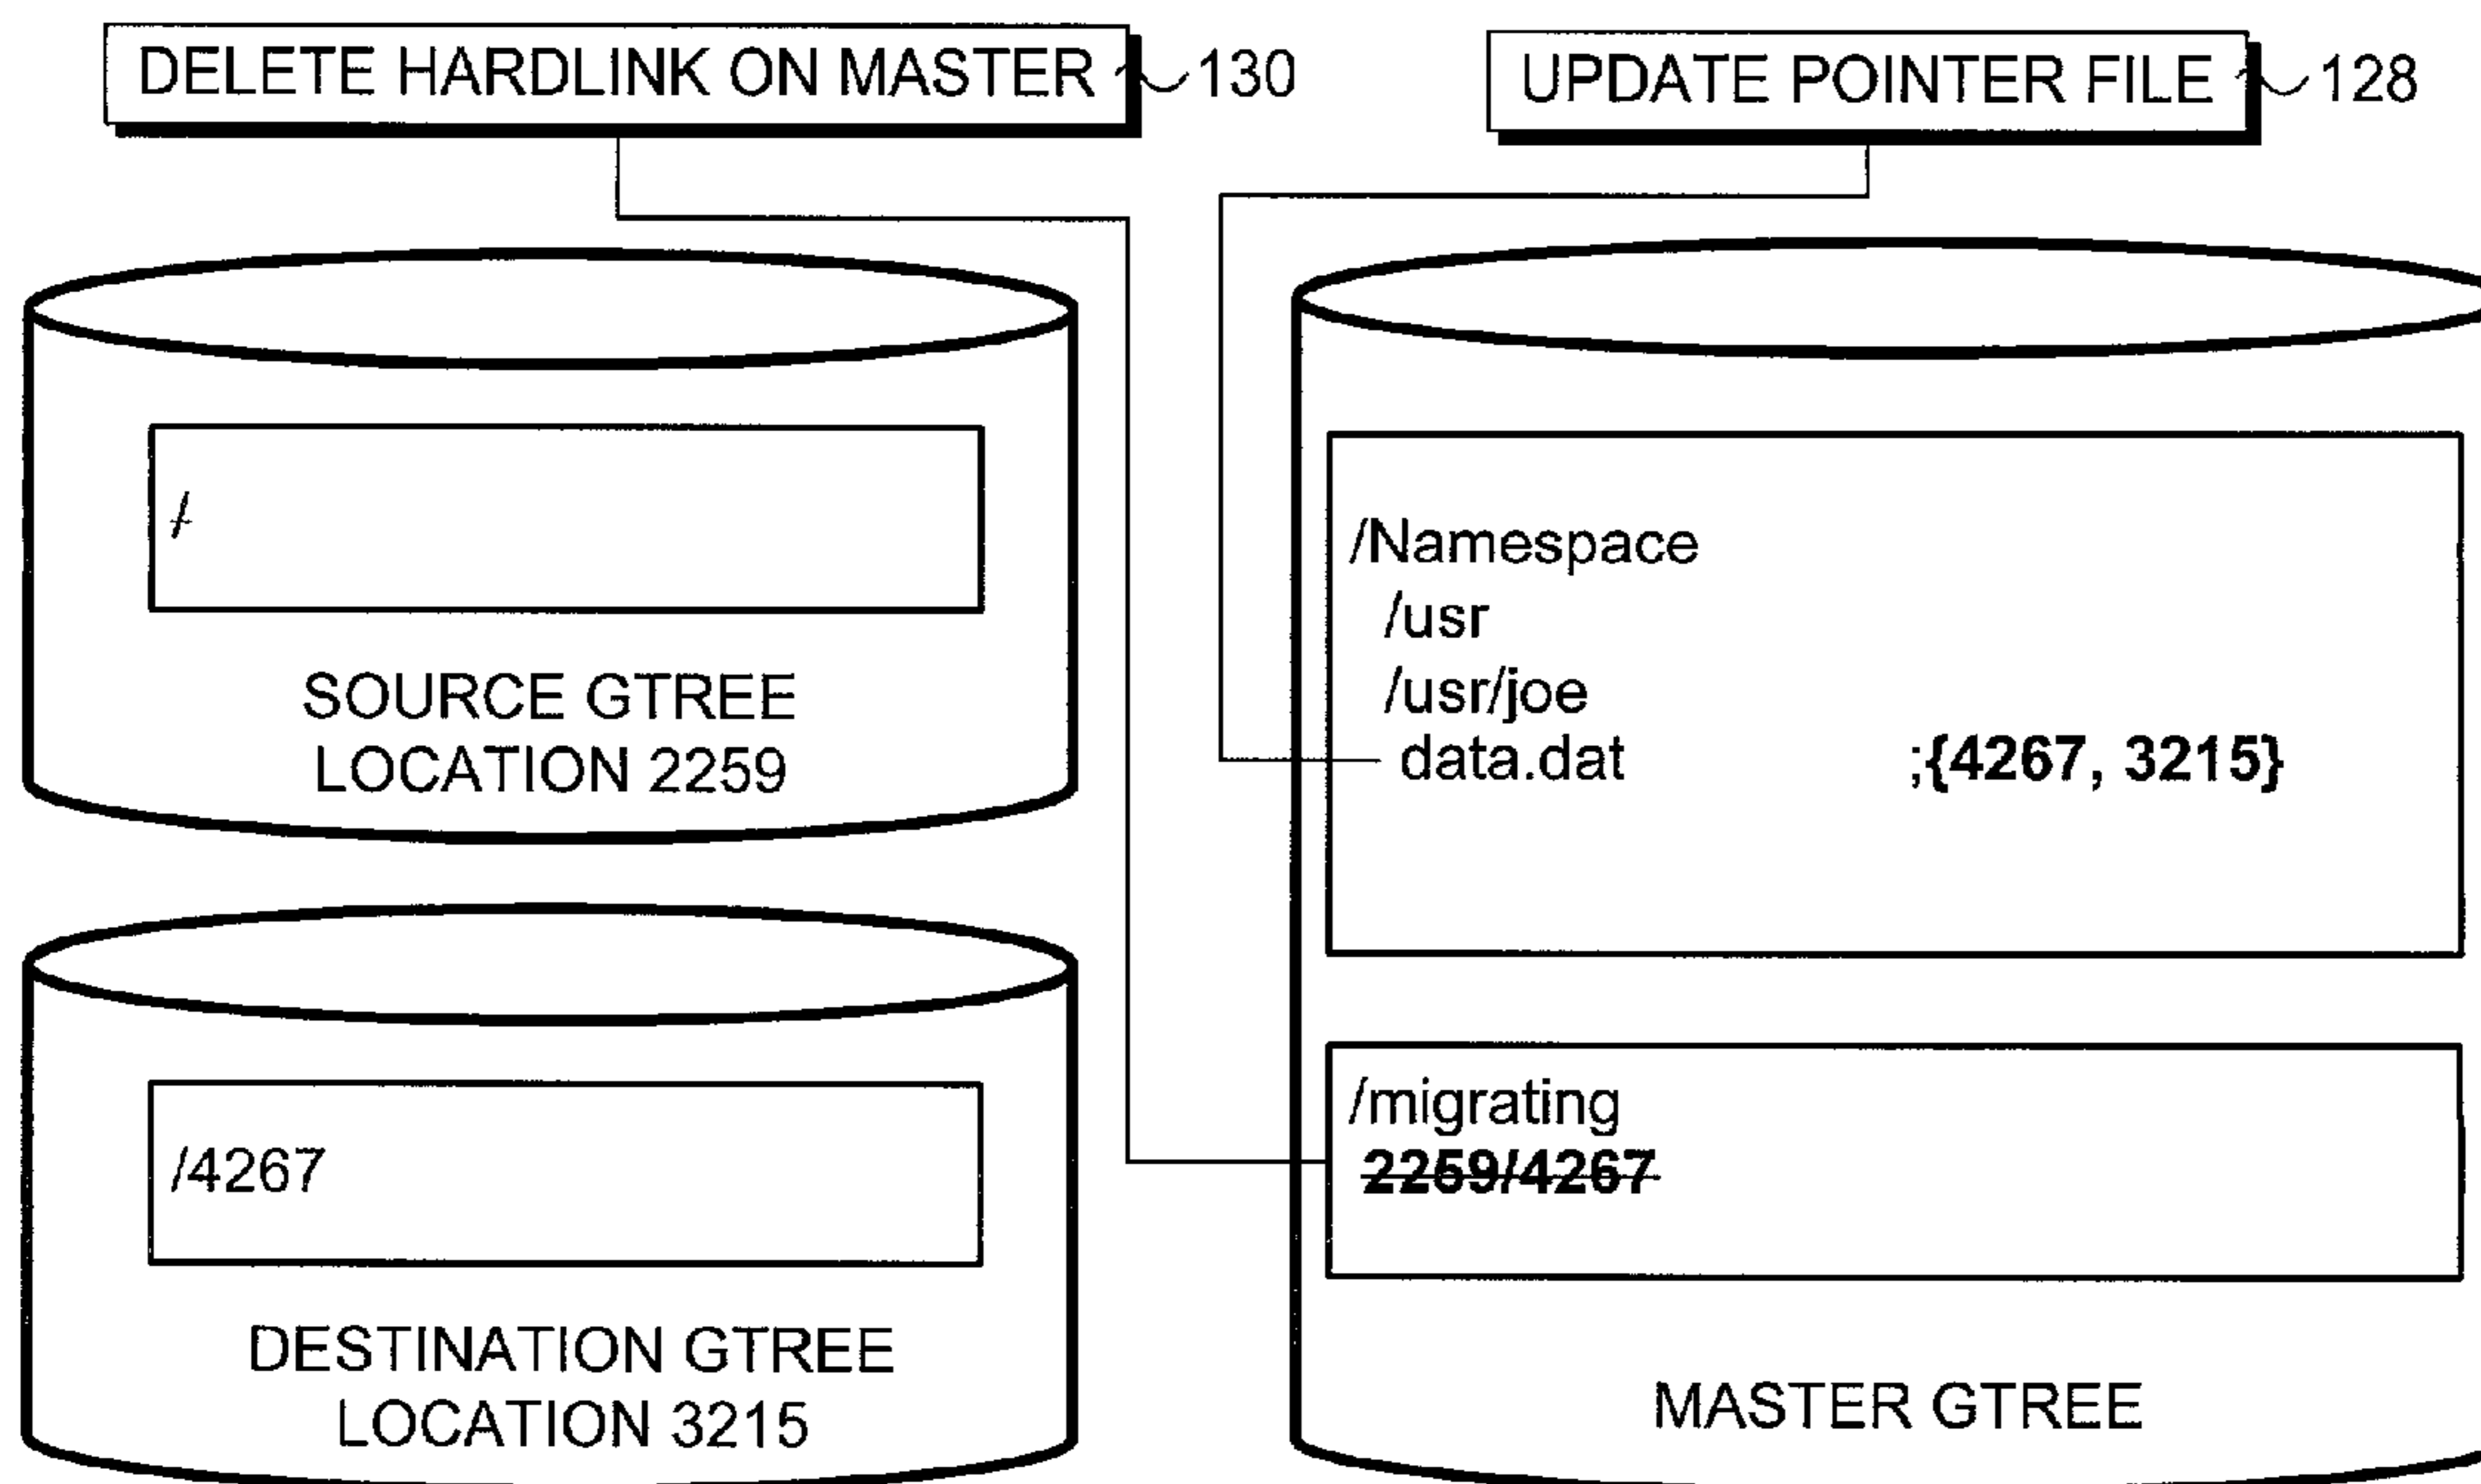 DELETE HARDLINK ON MASTER 130
UPDATE POINTER FILE 128
/
SOURCE GTREE
LOCATION 2259
/Namespace
/usr
/usr/joe
data.dat ;{4267, 3215}
/4267
DESTINATION GTREE
LOCATION 3215
/migrating
2259/4267
MASTER GTREE